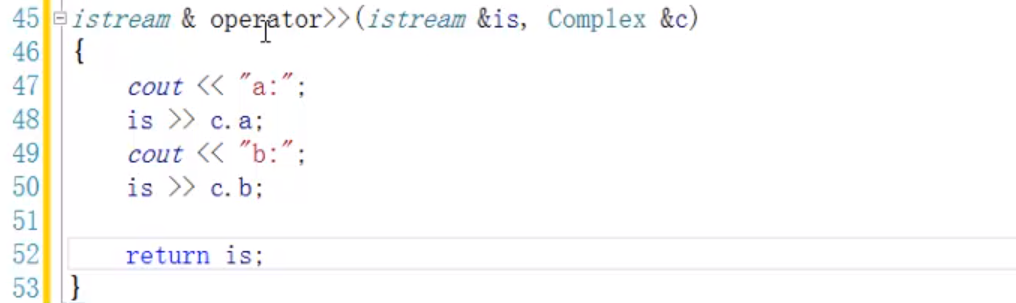 45 istream & operator>>(istream &is, Complex &c)
46 {
47 cout << "a:";
48 is >> c.a;
49 cout << "b:";
50 is >> c.b;
51
52 return is;
53 }